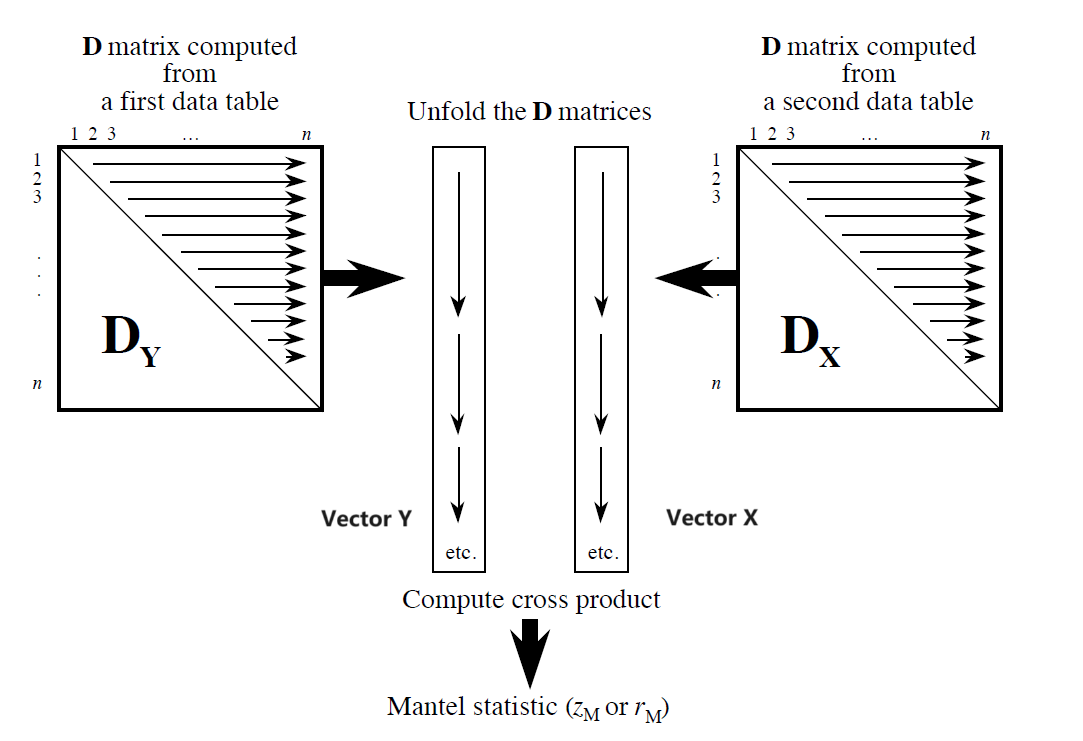 D matrix computed
from
a first data table
1 2 3 ... n
1
2
3
.
.
.
n
D_Y
Unfold the D matrices
Vector Y
etc.
Vector X
etc.
D matrix computed
from
a second data table
1 2 3 ... n
1
2
3
.
.
n
D_X
Compute cross product
Mantel statistic (z_M or r_M)